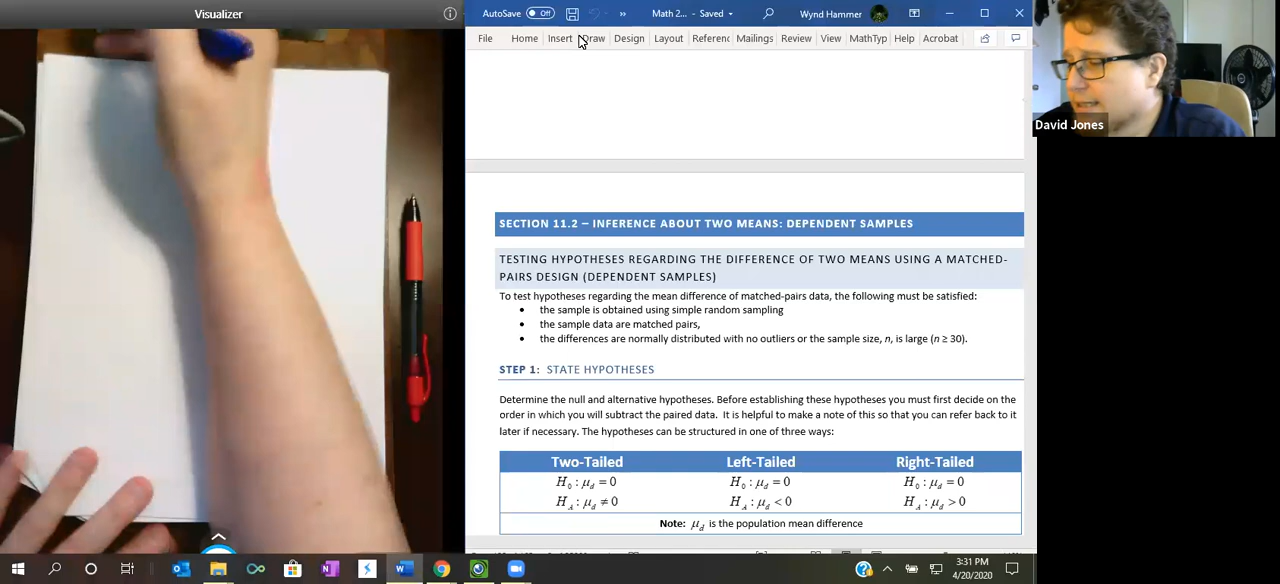 Visualizer
AutoSave Off
Math 2... - Saved
Wynd Hammer
File Home Insert Draw Design Layout Referenc Mailings Review View MathTyp Help Acrobat
David Jones
SECTION 11.2 – INFERENCE ABOUT TWO MEANS: DEPENDENT SAMPLES
TESTING HYPOTHESES REGARDING THE DIFFERENCE OF TWO MEANS USING A MATCHED-
PAIRS DESIGN (DEPENDENT SAMPLES)
To test hypotheses regarding the mean difference of matched-pairs data, the following must be satisfied:
• the sample is obtained using simple random sampling
• the sample data are matched pairs,
• the differences are normally distributed with no outliers or the sample size, n, is large (n ≥ 30).
STEP 1: STATE HYPOTHESES
Determine the null and alternative hypotheses. Before establishing these hypotheses you must first decide on the
order in which you will subtract the paired data. It is helpful to make a note of this so that you can refer back to it
later if necessary. The hypotheses can be structured in one of three ways:
Two-Tailed Left-Tailed Right-Tailed
H₀ : μ_d = 0 H₀ : μ_d = 0 H₀ : μ_d = 0
H_A : μ_d ≠ 0 H_A : μ_d < 0 H_A : μ_d > 0
Note: μ_d is the population mean difference
3:31 PM
4/20/2020